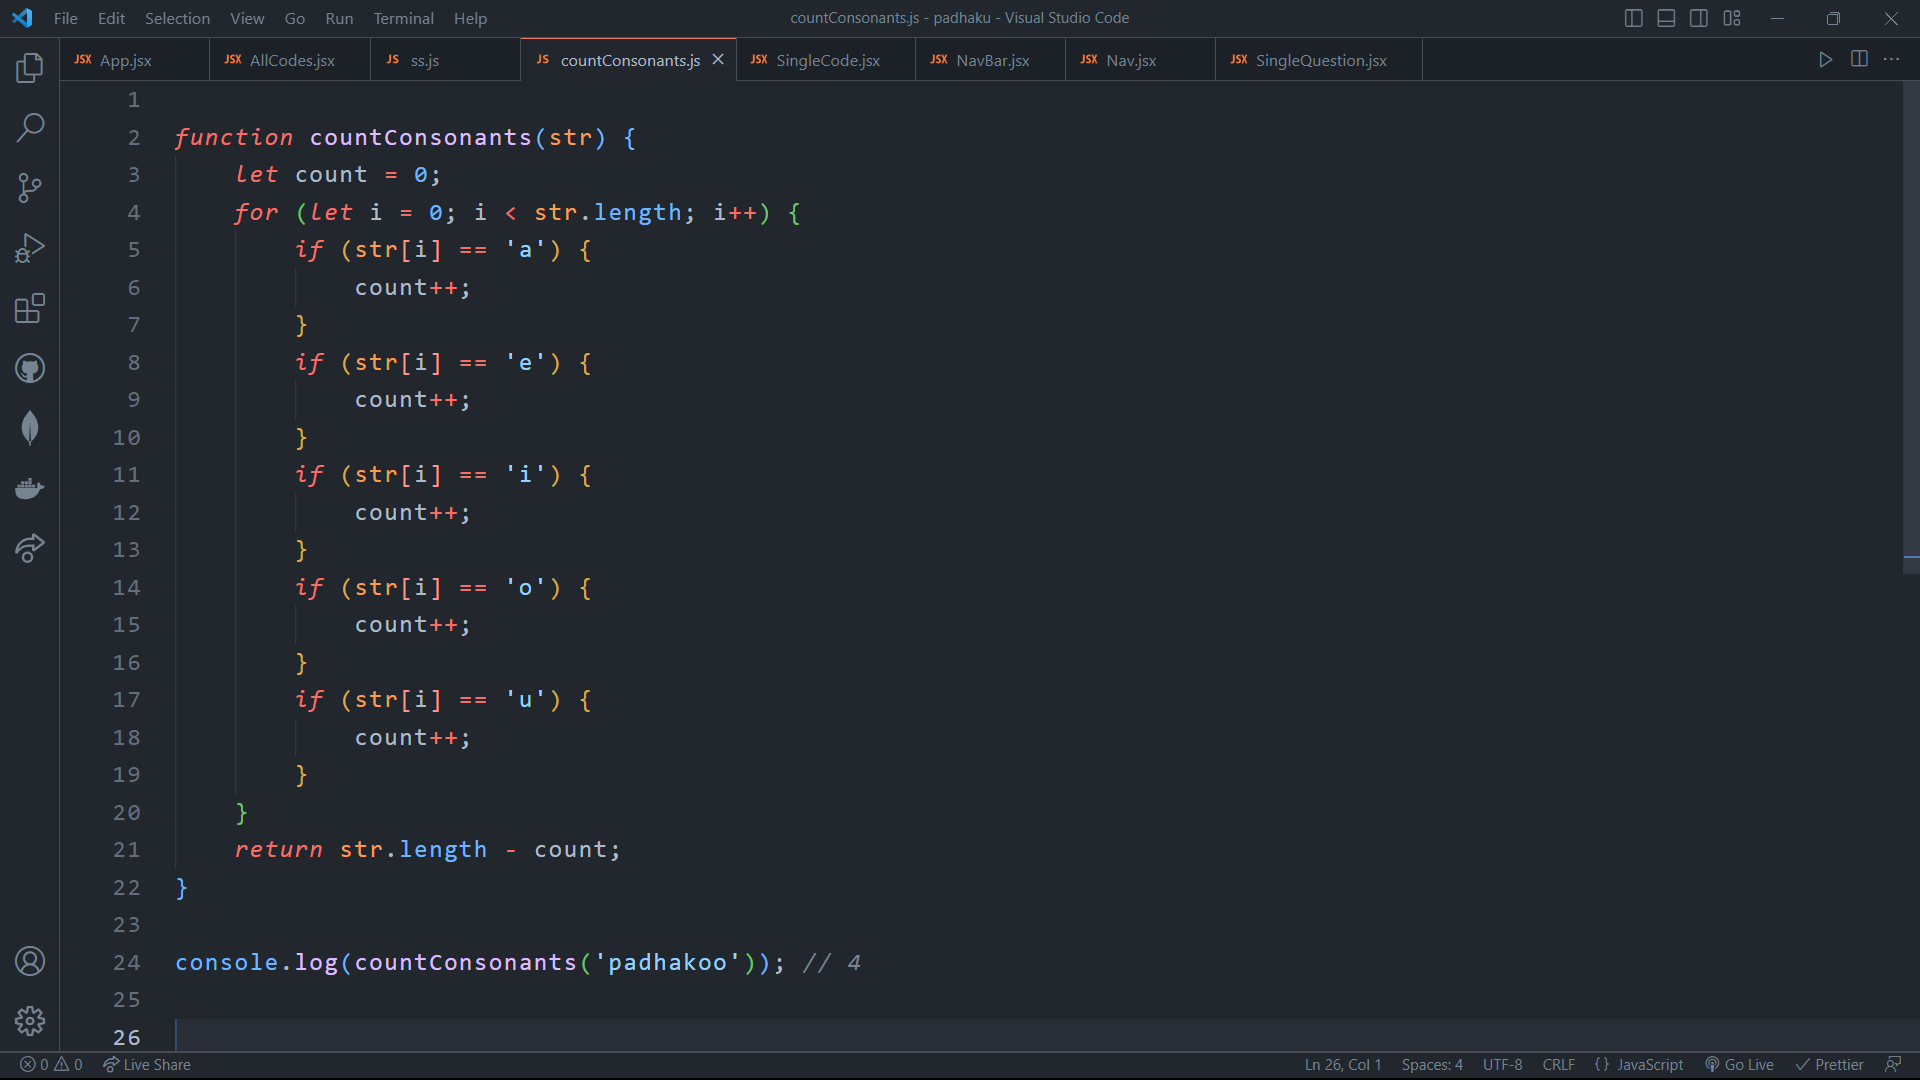 File Edit Selection View Go Run Terminal Help countConsonants.js - padhaku - Visual Studio Code
JSX App.jsx JSX AllCodes.jsx JS ss.js JS countConsonants.js JSX SingleCode.jsx JSX NavBar.jsx JSX Nav.jsx JSX SingleQuestion.jsx
1
2 function countConsonants(str) {
3 let count = 0;
4 for (let i = 0; i < str.length; i++) {
5 if (str[i] == 'a') {
6 count++;
7 }
8 if (str[i] == 'e') {
9 count++;
10 }
11 if (str[i] == 'i') {
12 count++;
13 }
14 if (str[i] == 'o') {
15 count++;
16 }
17 if (str[i] == 'u') {
18 count++;
19 }
20 }
21 return str.length - count;
22 }
23
24 console.log(countConsonants('padhakoo')); // 4
25
26
0 0 Live Share Ln 26, Col 1 Spaces: 4 UTF-8 CRLF {} JavaScript Go Live Prettier